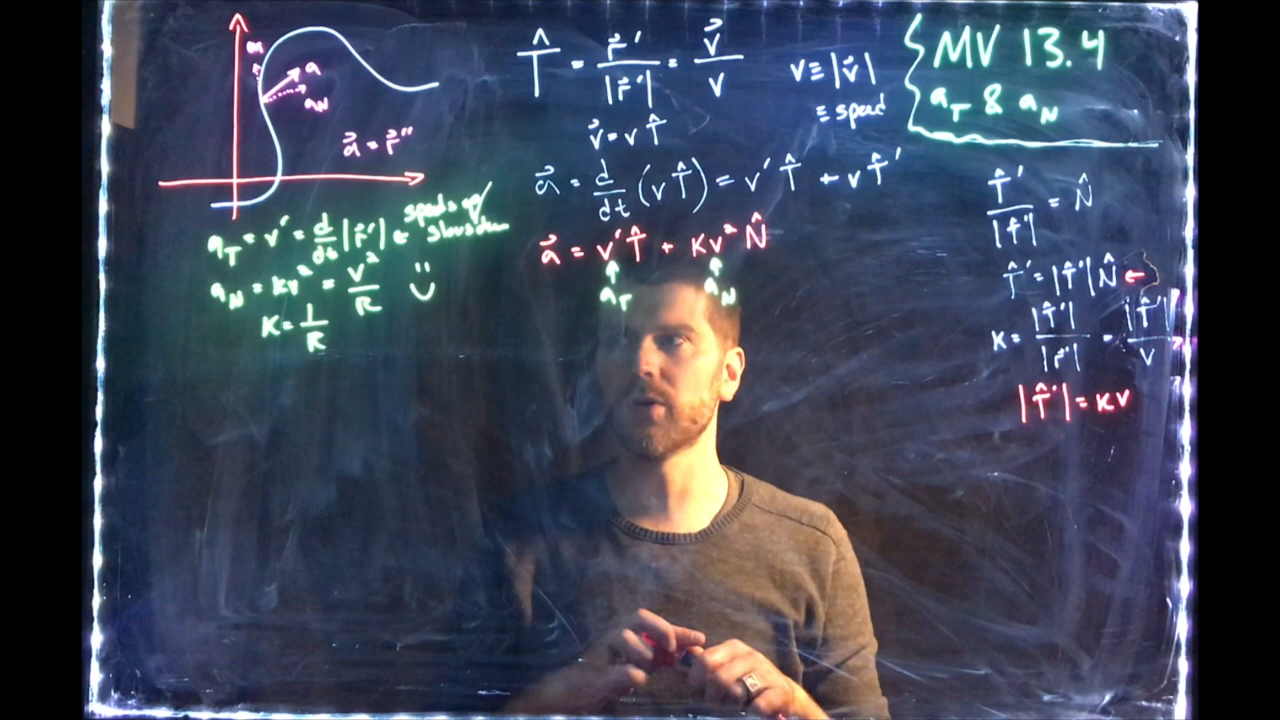 MV 13.4
a_T & a_N
a_T
a
a_N
a⃗ = r⃗''
T̂ = r⃗'/|r⃗'| = v⃗/v
v ≡ |v⃗|
≡ speed
v⃗ = v T̂
a⃗ = d/dt (v T̂) = v' T̂ + v T̂'
a⃗ = v' T̂ + κv² N̂
a_T a_N
a_T = v' = d/dt |r⃗'| ← speeds up/
slows down
a_N = κv² = v²/R
κ = 1/R
T̂'/|T̂'| = N̂
T̂' = |T̂'| N̂ ←
κ = |T̂'|/|r⃗'| = |T̂'|/v
|T̂'| = κv